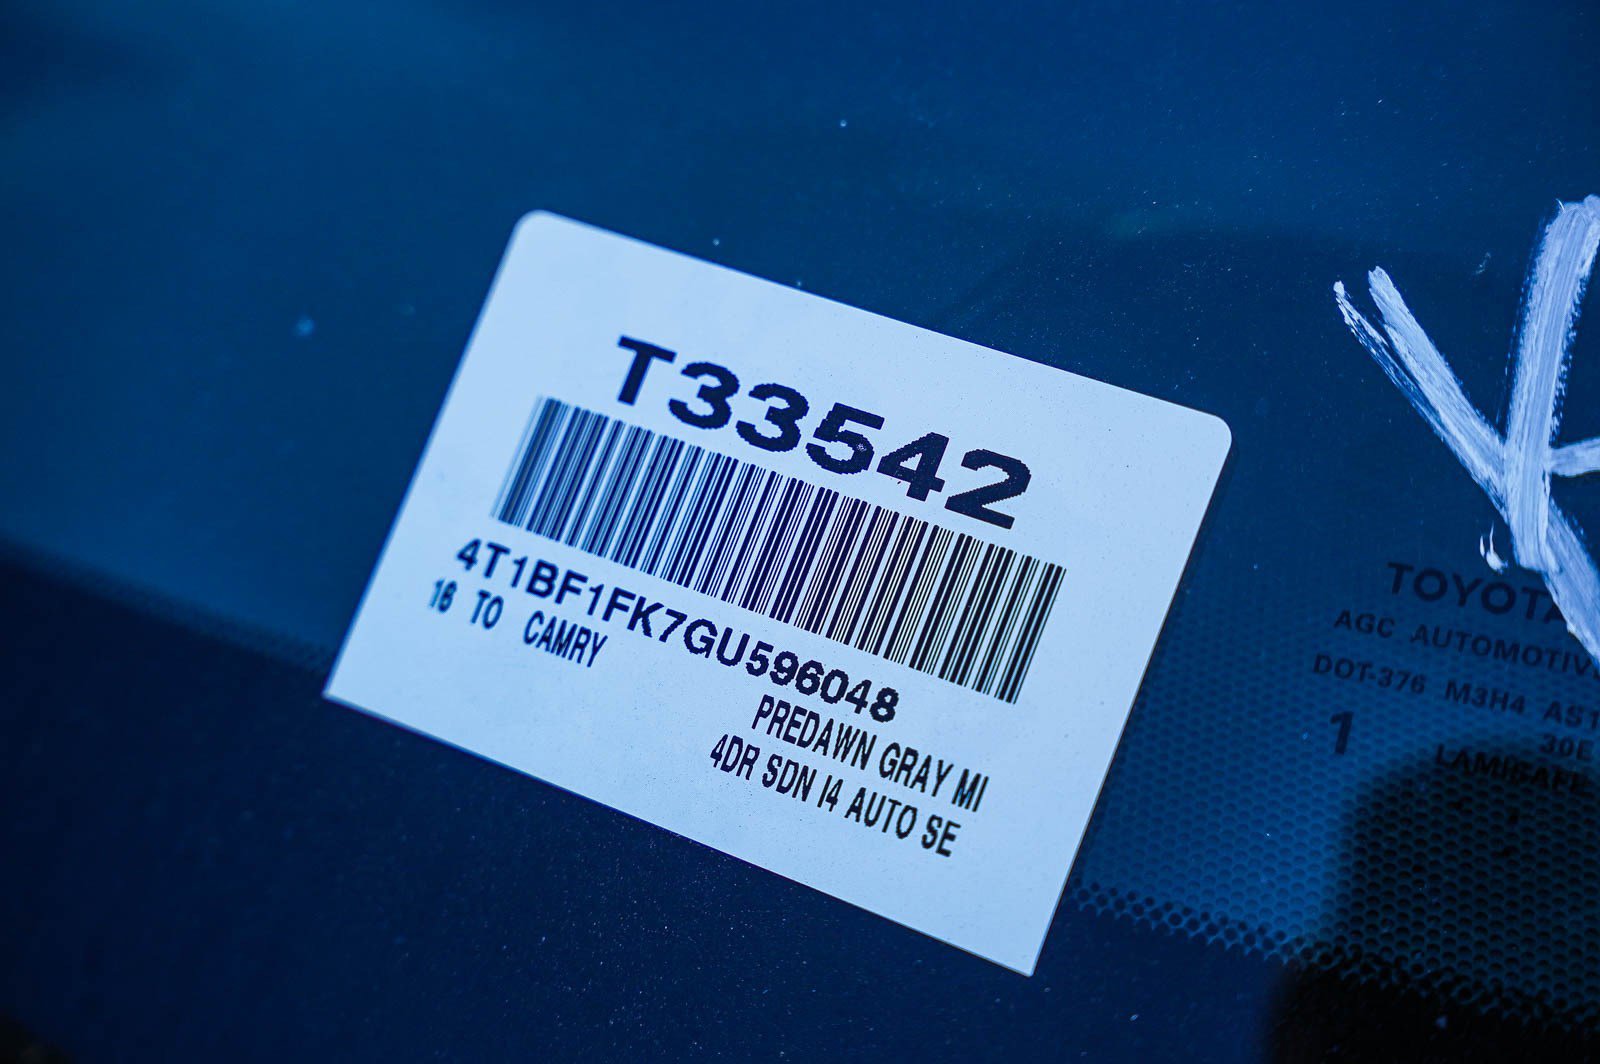 T33542
4T1BF1FK7GU596048
16 TO CAMRY
PREDAWN GRAY MI
4DR SDN I4 AUTO SE
TOYOTA
AGC AUTOMOTIVE
DOT-376 M3H4
1